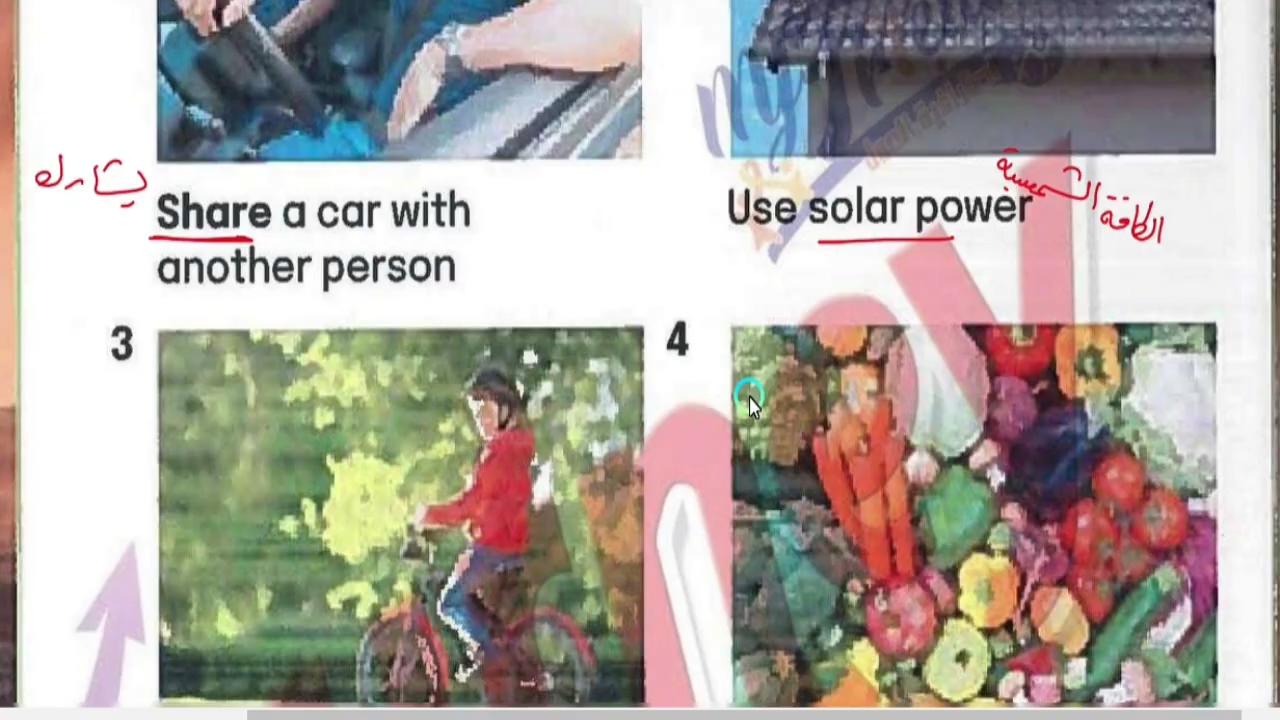 يشارك
Share a car with
another person
Use solar power
الطاقة الشمسية
3
4